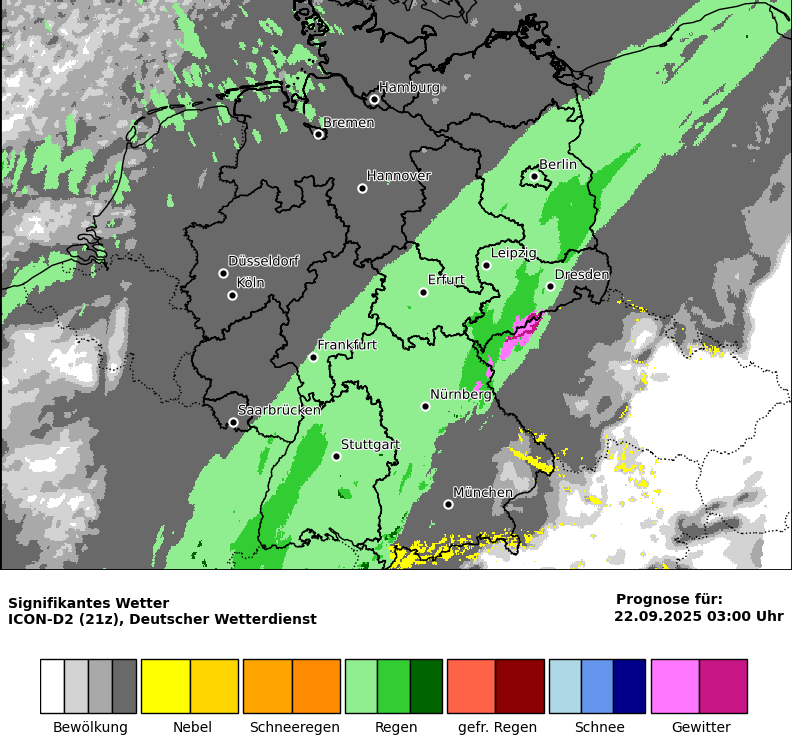 Hamburg
Bremen
Berlin
Hannover
Leipzig
Düsseldorf
Dresden
Köln
Erfurt
Frankfurt
Nürnberg
Saarbrücken
Stuttgart
München
Signifikantes Wetter
ICON-D2 (21z), Deutscher Wetterdienst
Prognose für:
22.09.2025 03:00 Uhr
Bewölkung
Nebel
Schneeregen
Regen
gefr. Regen
Schnee
Gewitter